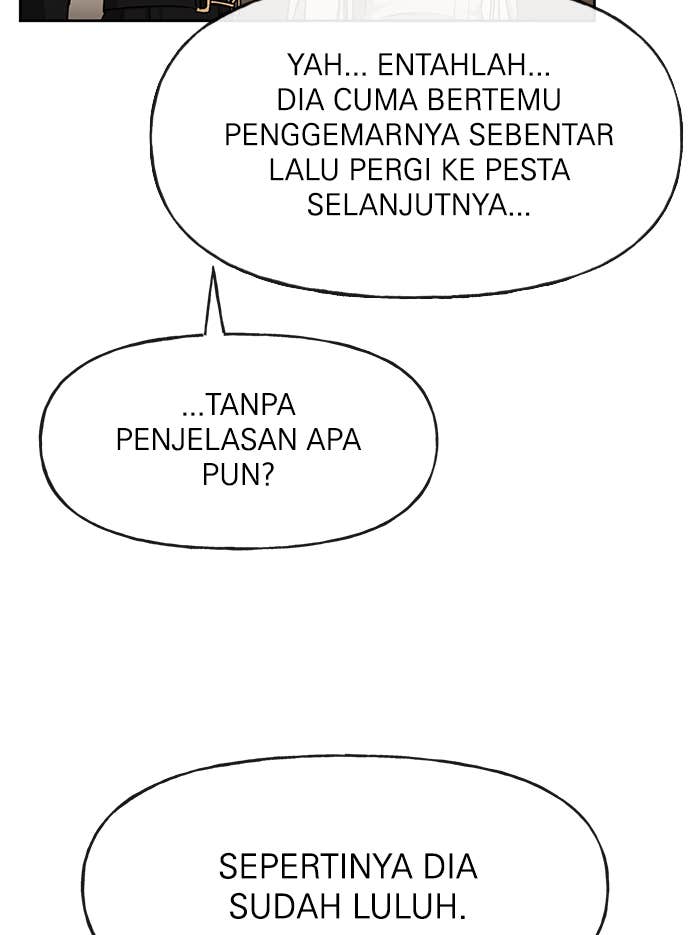 YAH... ENTAHLAH...
DIA CUMA BERTEMU
PENGGEMARNYA SEBENTAR
LALU PERGI KE PESTA
SELANJUTNYA...
...TANPA
PENJELASAN APA
PUN?
SEPERTINYA DIA
SUDAH LULUH.